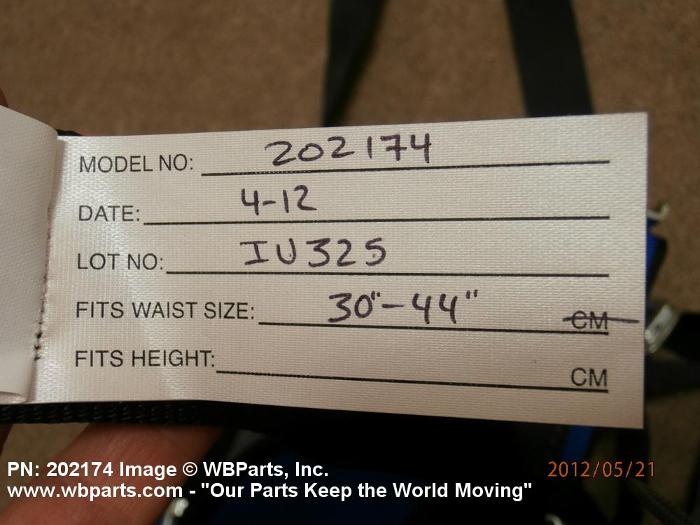 MODEL NO: 202174
DATE: 4-12
LOT NO: IU325
FITS WAIST SIZE: 30"-44" CM
FITS HEIGHT: CM
PN: 202174 Image © WBParts, Inc. 2012/05/21
www.wbparts.com - "Our Parts Keep the World Moving"